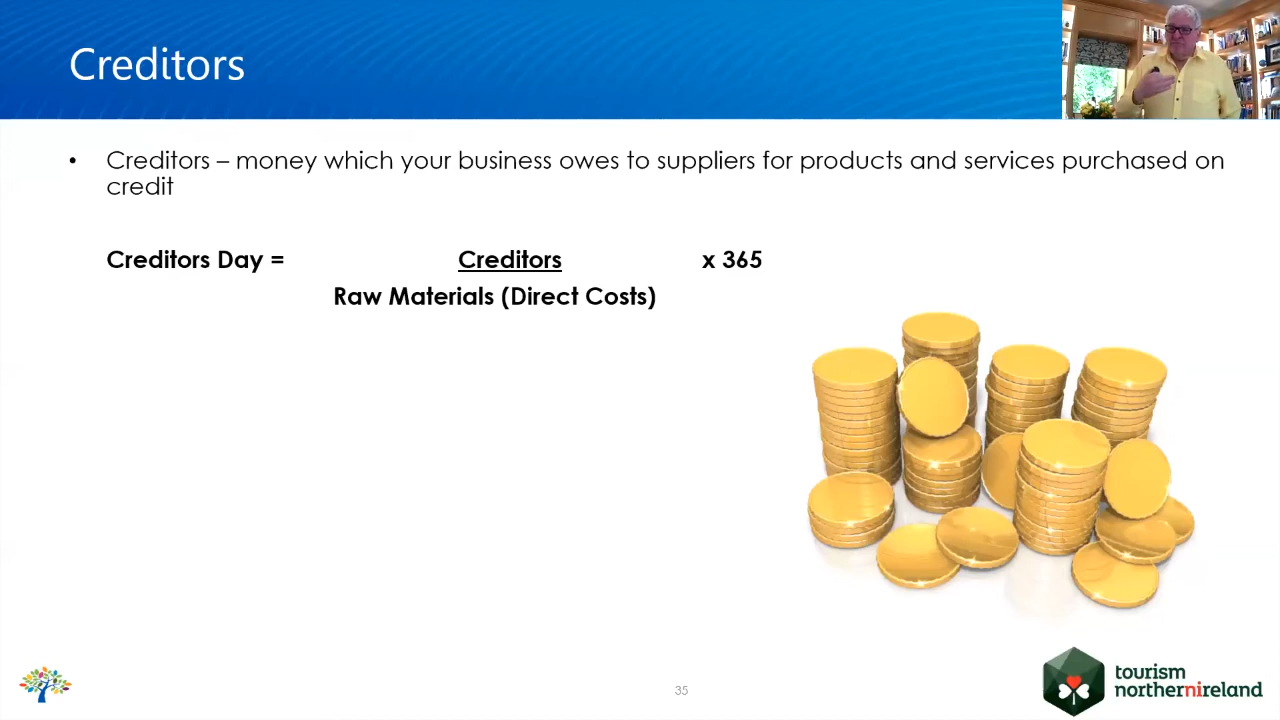 Creditors
• Creditors – money which your business owes to suppliers for products and services purchased on
credit
Creditors Day = Creditors x 365
Raw Materials (Direct Costs)
35
tourism
northernireland